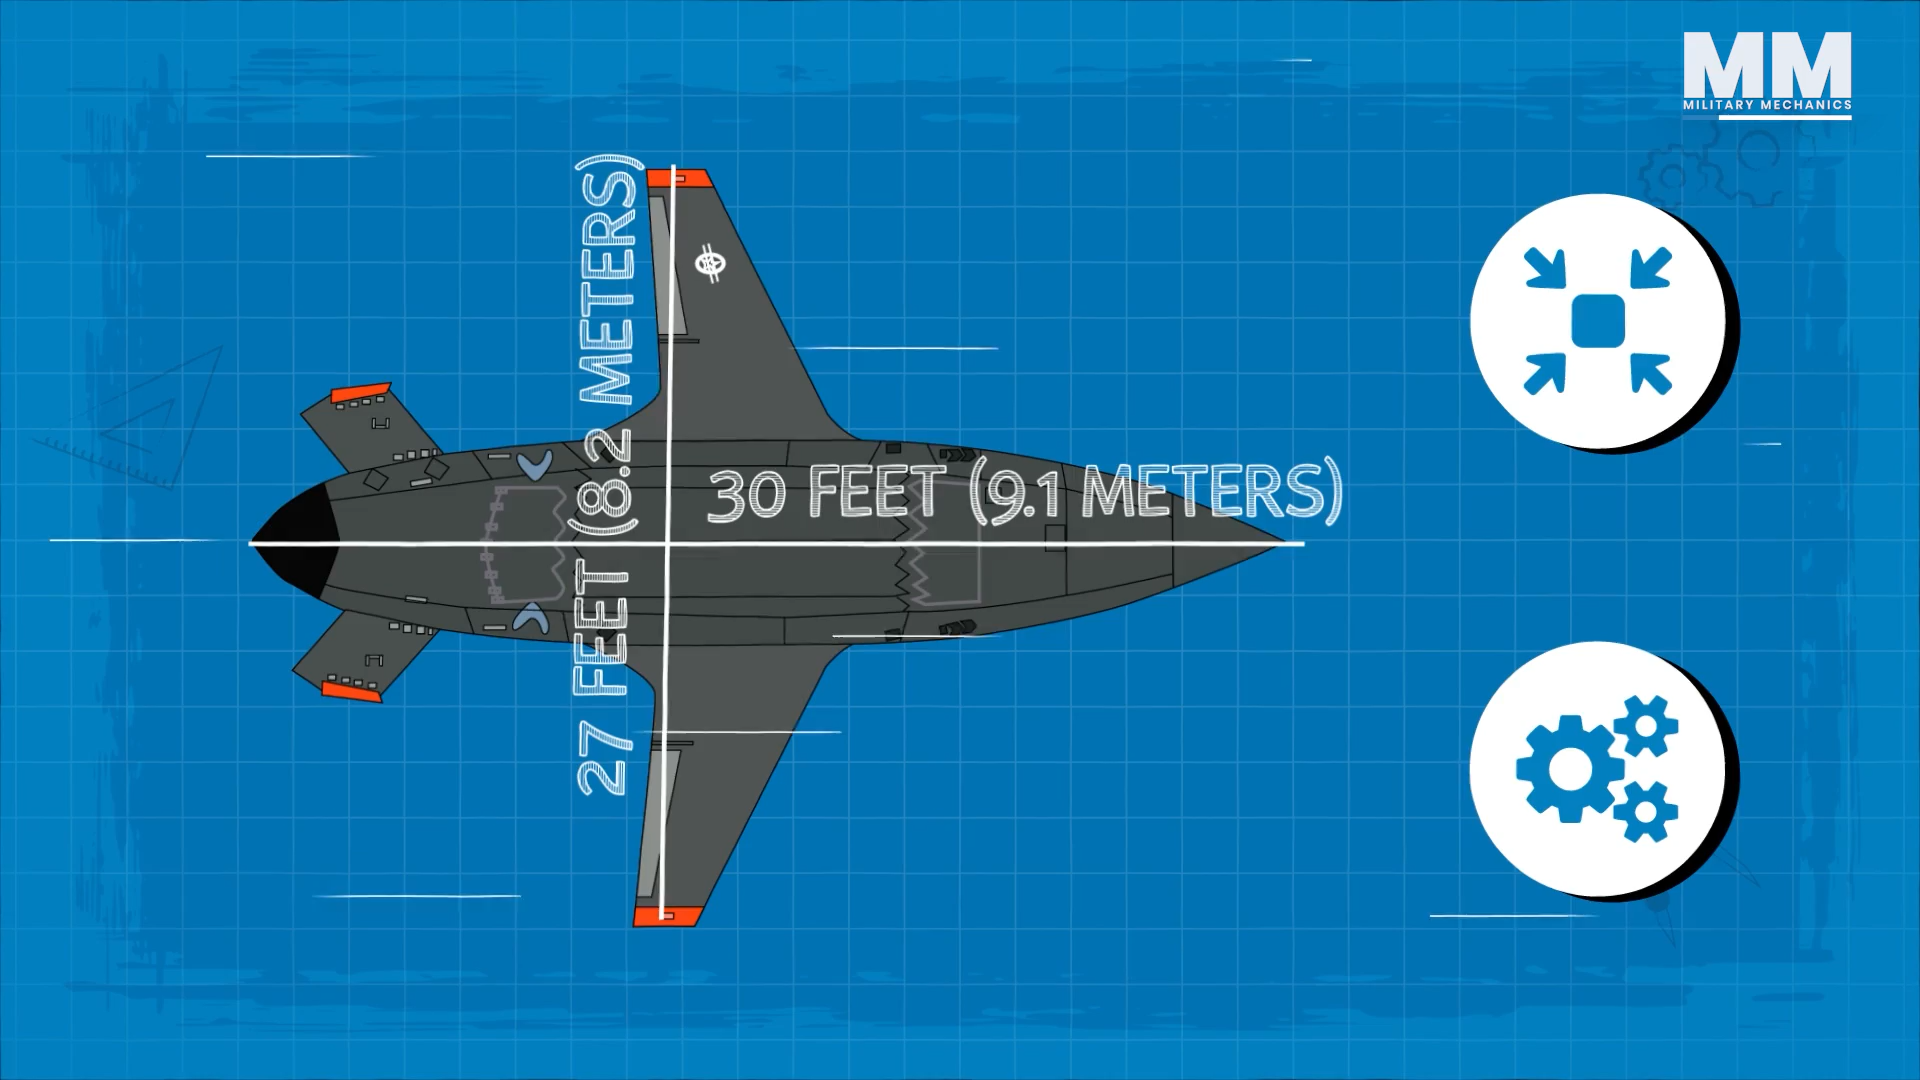 MM
MILITARY MECHANICS
27 FEET (8.2 METERS)
30 FEET (9.1 METERS)